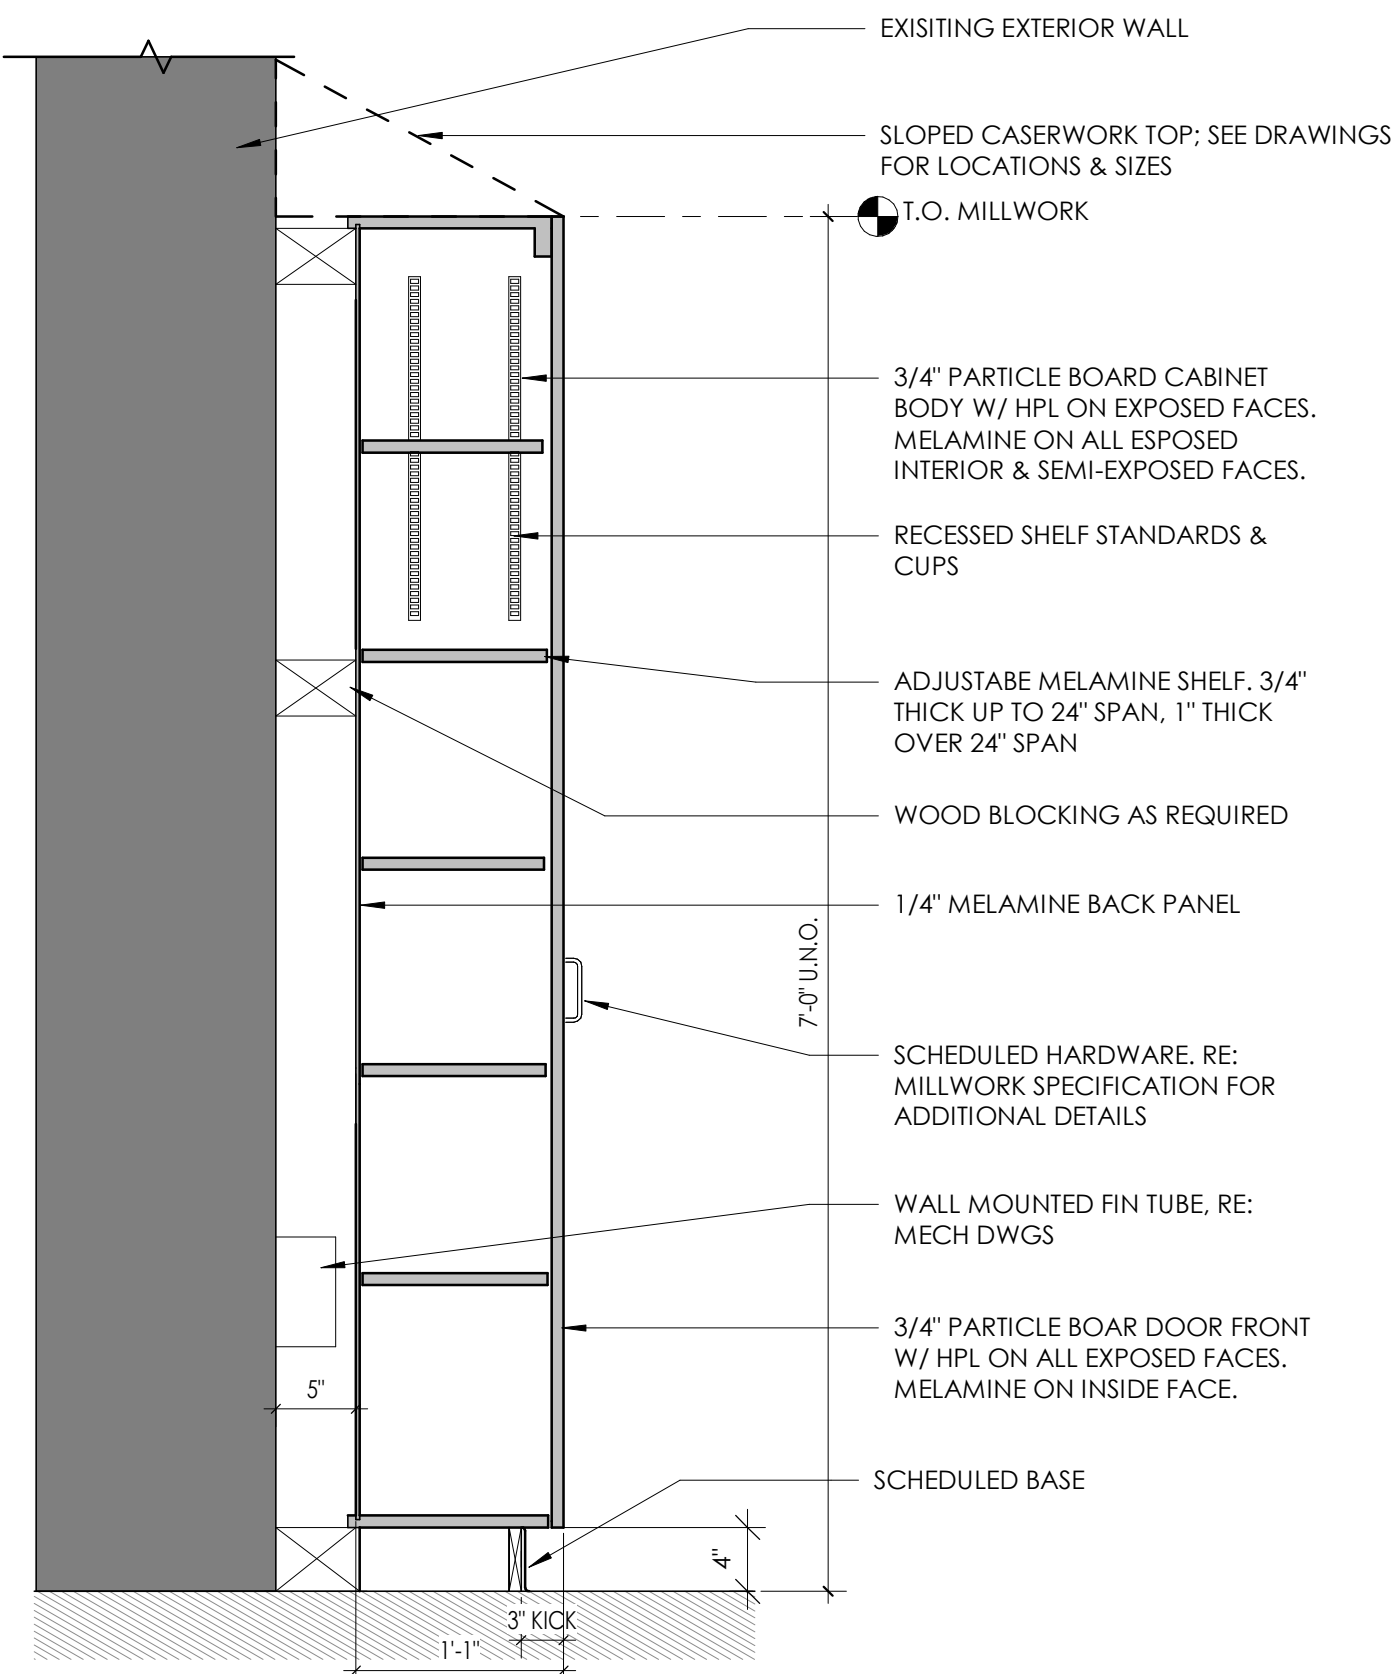 EXISITING EXTERIOR WALL
SLOPED CASERWORK TOP; SEE DRAWINGS
FOR LOCATIONS & SIZES
T.O. MILLWORK
3/4" PARTICLE BOARD CABINET
BODY W/ HPL ON EXPOSED FACES.
MELAMINE ON ALL ESPOSED
INTERIOR & SEMI-EXPOSED FACES.
RECESSED SHELF STANDARDS &
CUPS
ADJUSTABE MELAMINE SHELF. 3/4"
THICK UP TO 24" SPAN, 1" THICK
OVER 24" SPAN
WOOD BLOCKING AS REQUIRED
1/4" MELAMINE BACK PANEL
7'-0" U.N.O.
SCHEDULED HARDWARE. RE:
MILLWORK SPECIFICATION FOR
ADDITIONAL DETAILS
WALL MOUNTED FIN TUBE, RE:
MECH DWGS
3/4" PARTICLE BOAR DOOR FRONT
W/ HPL ON ALL EXPOSED FACES.
MELAMINE ON INSIDE FACE.
5"
SCHEDULED BASE
4"
3" KICK
1'-1"